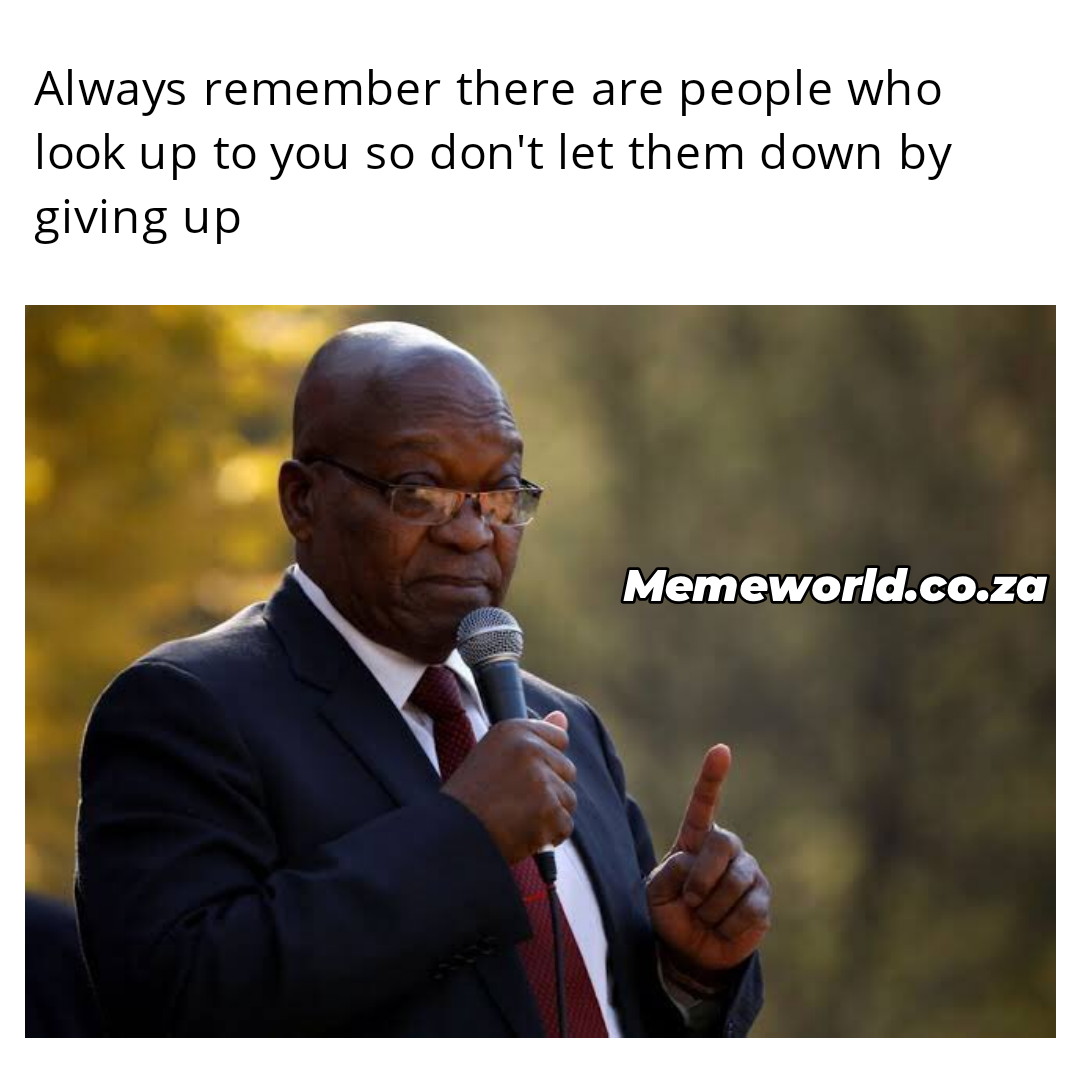 Always remember there are people who
look up to you so don't let them down by
giving up
Memeworld.co.za